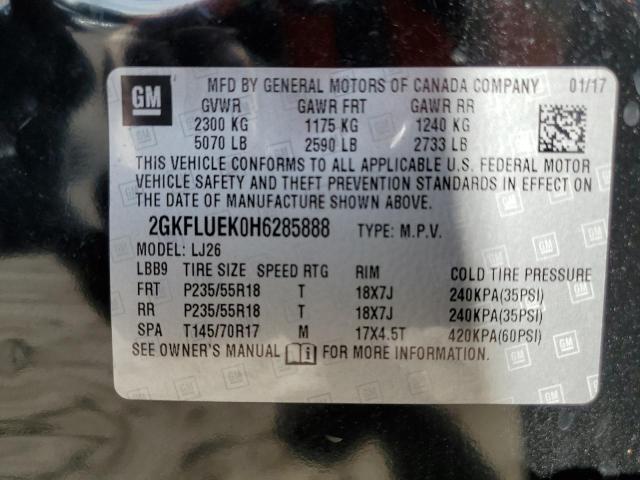 GM MFD BY GENERAL MOTORS OF CANADA COMPANY 01/17
GVWR GAWR FRT GAWR RR
2300 KG 1175 KG 1240 KG
5070 LB 2590 LB 2733 LB
THIS VEHICLE CONFORMS TO ALL APPLICABLE U.S. FEDERAL MOTOR
VEHICLE SAFETY AND THEFT PREVENTION STANDARDS IN EFFECT ON
THE DATE OF MANUFACTURE SHOWN ABOVE.
2GKFLUEK0H6285888 TYPE: M.P.V.
MODEL: LJ26
LBB9 TIRE SIZE SPEED RTG RIM COLD TIRE PRESSURE
FRT P235/55R18 T 18X7J 240KPA(35PSI)
RR P235/55R18 T 18X7J 240KPA(35PSI)
SPA T145/70R17 M 17X4.5T 420KPA(60PSI)
SEE OWNER'S MANUAL i FOR MORE INFORMATION.